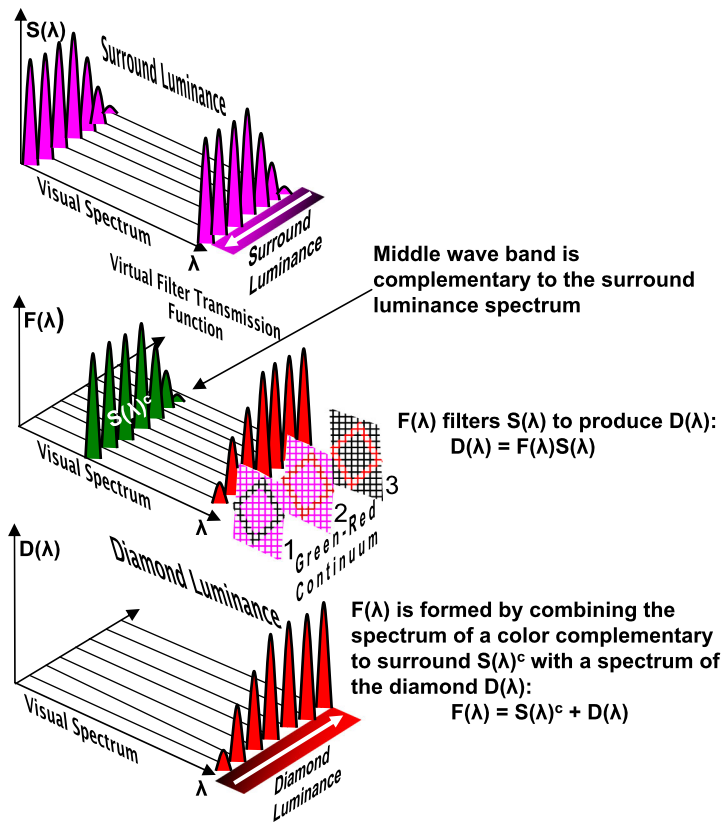 S(λ)
Surround Luminance
Visual Spectrum
λ
Surround
Luminance
Virtual Filter Transmission
Function
Middle wave band is
complementary to the surround
luminance spectrum
F(λ)
S(λ)ᶜ
Visual Spectrum
λ
1
2
3
Green-Red
Continuum
F(λ) filters S(λ) to produce D(λ):
D(λ) = F(λ)S(λ)
D(λ)
Diamond Luminance
Visual Spectrum
λ
Diamond
Luminance
F(λ) is formed by combining the
spectrum of a color complementary
to surround S(λ)ᶜ with a spectrum of
the diamond D(λ):
F(λ) = S(λ)ᶜ + D(λ)